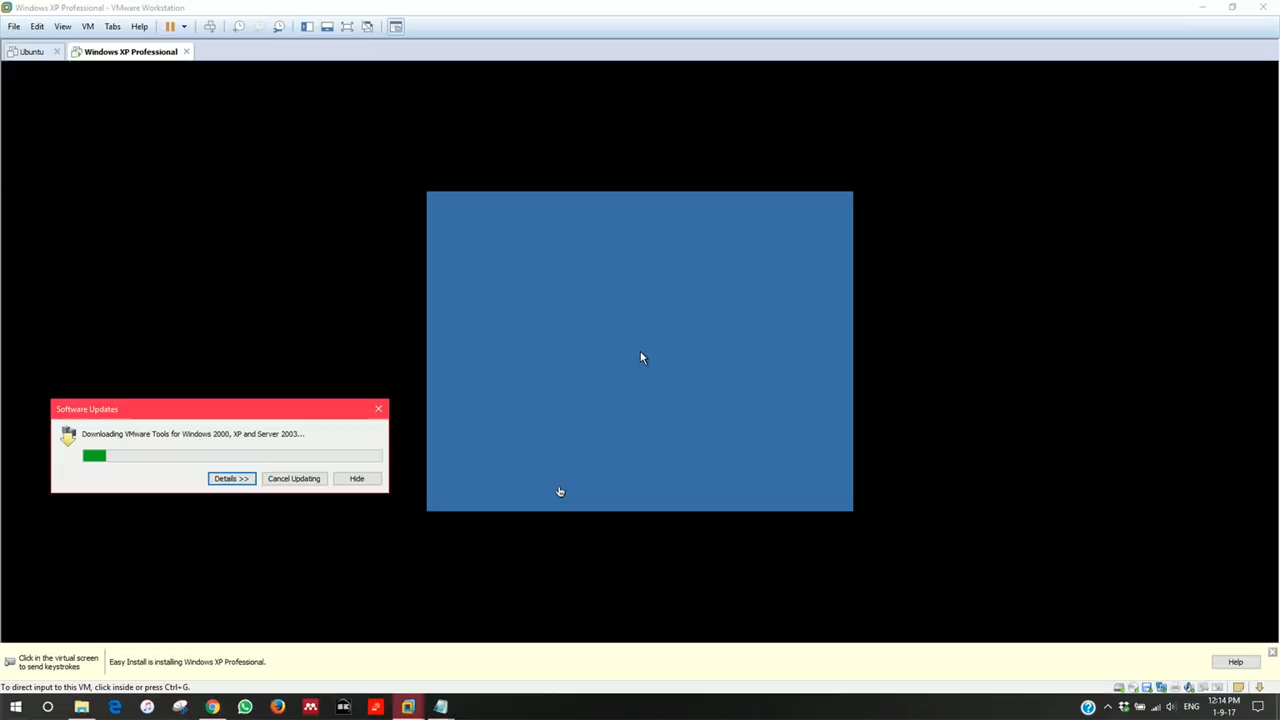 Windows XP Professional - VMware Workstation
File Edit View VM Tabs Help
Ubuntu
Windows XP Professional
Software Updates
Downloading VMware Tools for Windows 2000, XP and Server 2003...
Details >> Cancel Updating Hide
Click in the virtual screen
to send keystrokes
Easy Install is installing Windows XP Professional.
Help
To direct input to this VM, click inside or press Ctrl+G.
ENG
12:14 PM
1-9-17